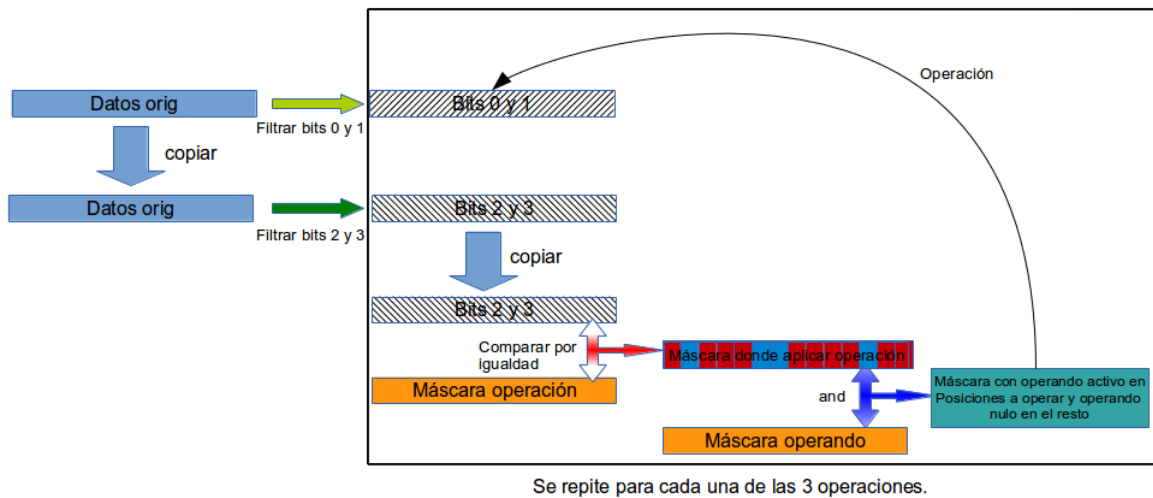 Operación
Datos orig
Bits 0 y 1
Filtrar bits 0 y 1
copiar
Datos orig
Bits 2 y 3
Filtrar bits 2 y 3
copiar
Bits 2 y 3
Comparar por
igualdad
Máscara donde aplicar operación
Máscara operación
and
Máscara con operando activo en
Posiciones a operar y operando
nulo en el resto
Máscara operando
Se repite para cada una de las 3 operaciones.